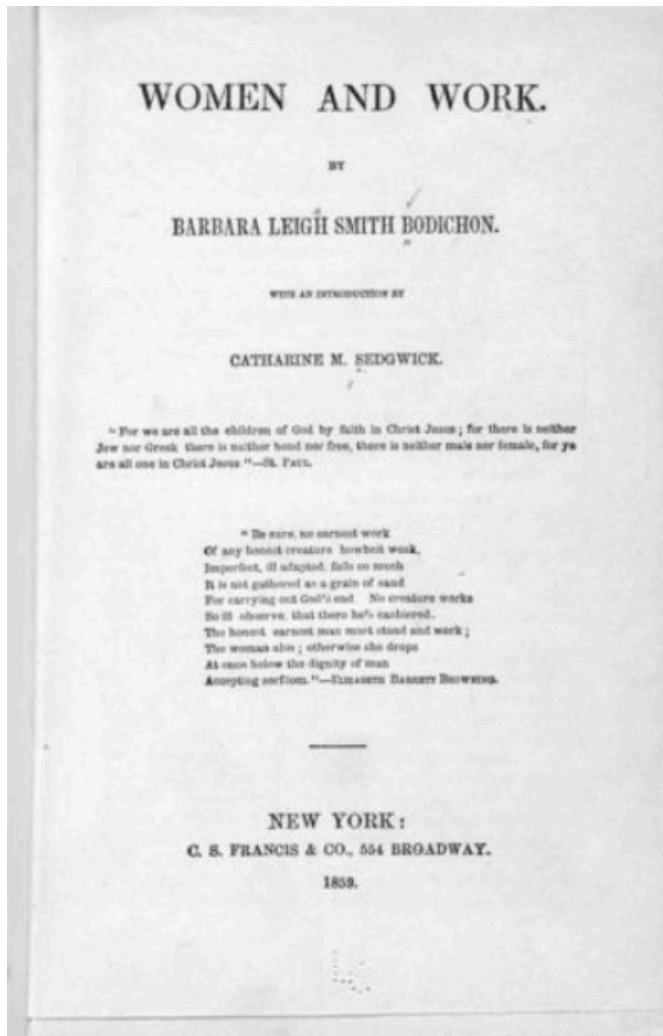 WOMEN AND WORK.
BY
BARBARA LEIGH SMITH BODICHON.
WITH AN INTRODUCTION BY
CATHARINE M. SEDGWICK.
"For we are all the children of God by faith in Christ Jesus; for there is neither
Jew nor Greek there is neither bond nor free, there is neither male nor female, for ye
are all one in Christ Jesus"—St. Paul.
"Be sure, no earnest work
Of any honest creature howbeit weak,
Imperfect, ill adapted, fails so much
It is not gathered as a grain of sand
For carrying out God's end. No creature works
So ill observe, that there he's cashiered.
The honest earnest man must stand and work;
The woman also; otherwise she drops
At once below the dignity of man
Accepting serfdom."—Elizabeth Barrett Browning.
NEW YORK:
C. S. FRANCIS & CO., 554 BROADWAY.
1859.